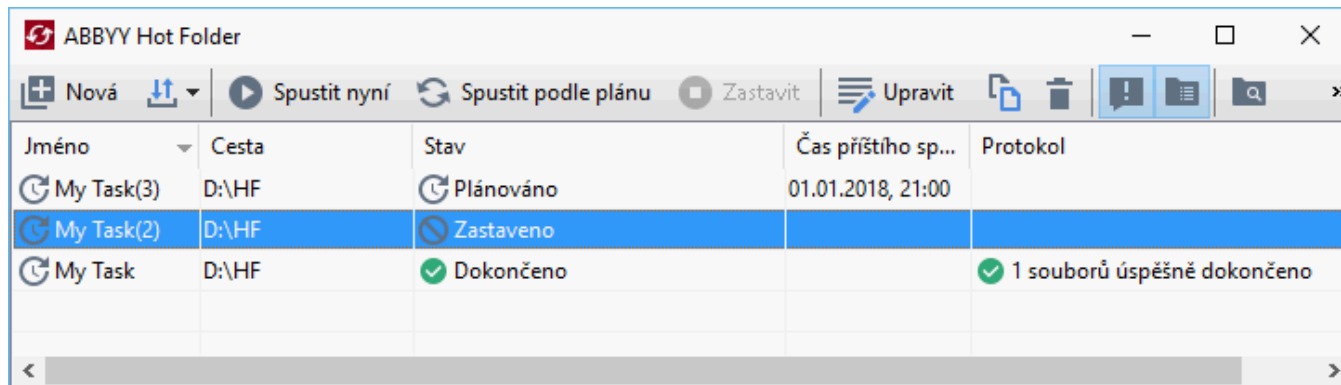 ABBYY Hot Folder
Nová Spustit nyní Spustit podle plánu Zastavit Upravit
Jméno Cesta Stav Čas příštího sp... Protokol
My Task(3) D:\HF Plánováno 01.01.2018, 21:00
My Task(2) D:\HF Zastaveno
My Task D:\HF Dokončeno 1 souborů úspěšně dokončeno